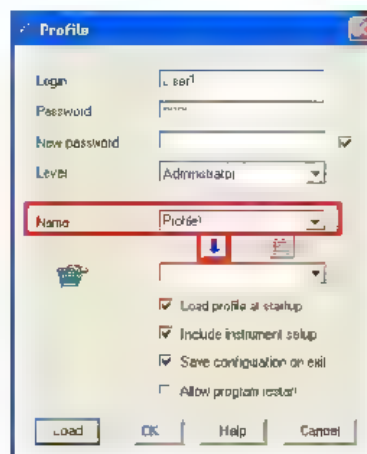 Profile
Login User1
Password
New password
Level Administrator
Name Profile1
Load profile at startup
Include instrument setup
Save configuration on exit
Allow program restart
Load OK Help Cancel